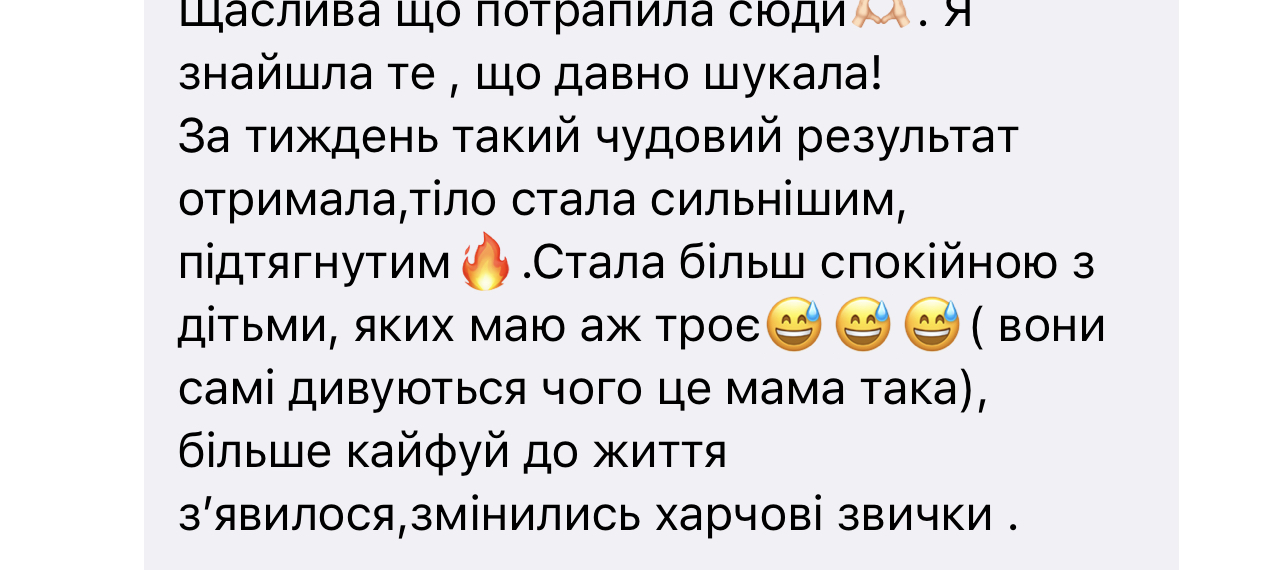 Щаслива що потрапила сюди🫶🏻. Я
знайшла те , що давно шукала!
За тиждень такий чудовий результат
отримала,тіло стала сильнішим,
підтягнутим🔥.Стала більш спокійною з
дітьми, яких маю аж троє😅😅😅( вони
самі дивуються чого це мама така),
більше кайфуй до життя
зʼявилося,змінились харчові звички .